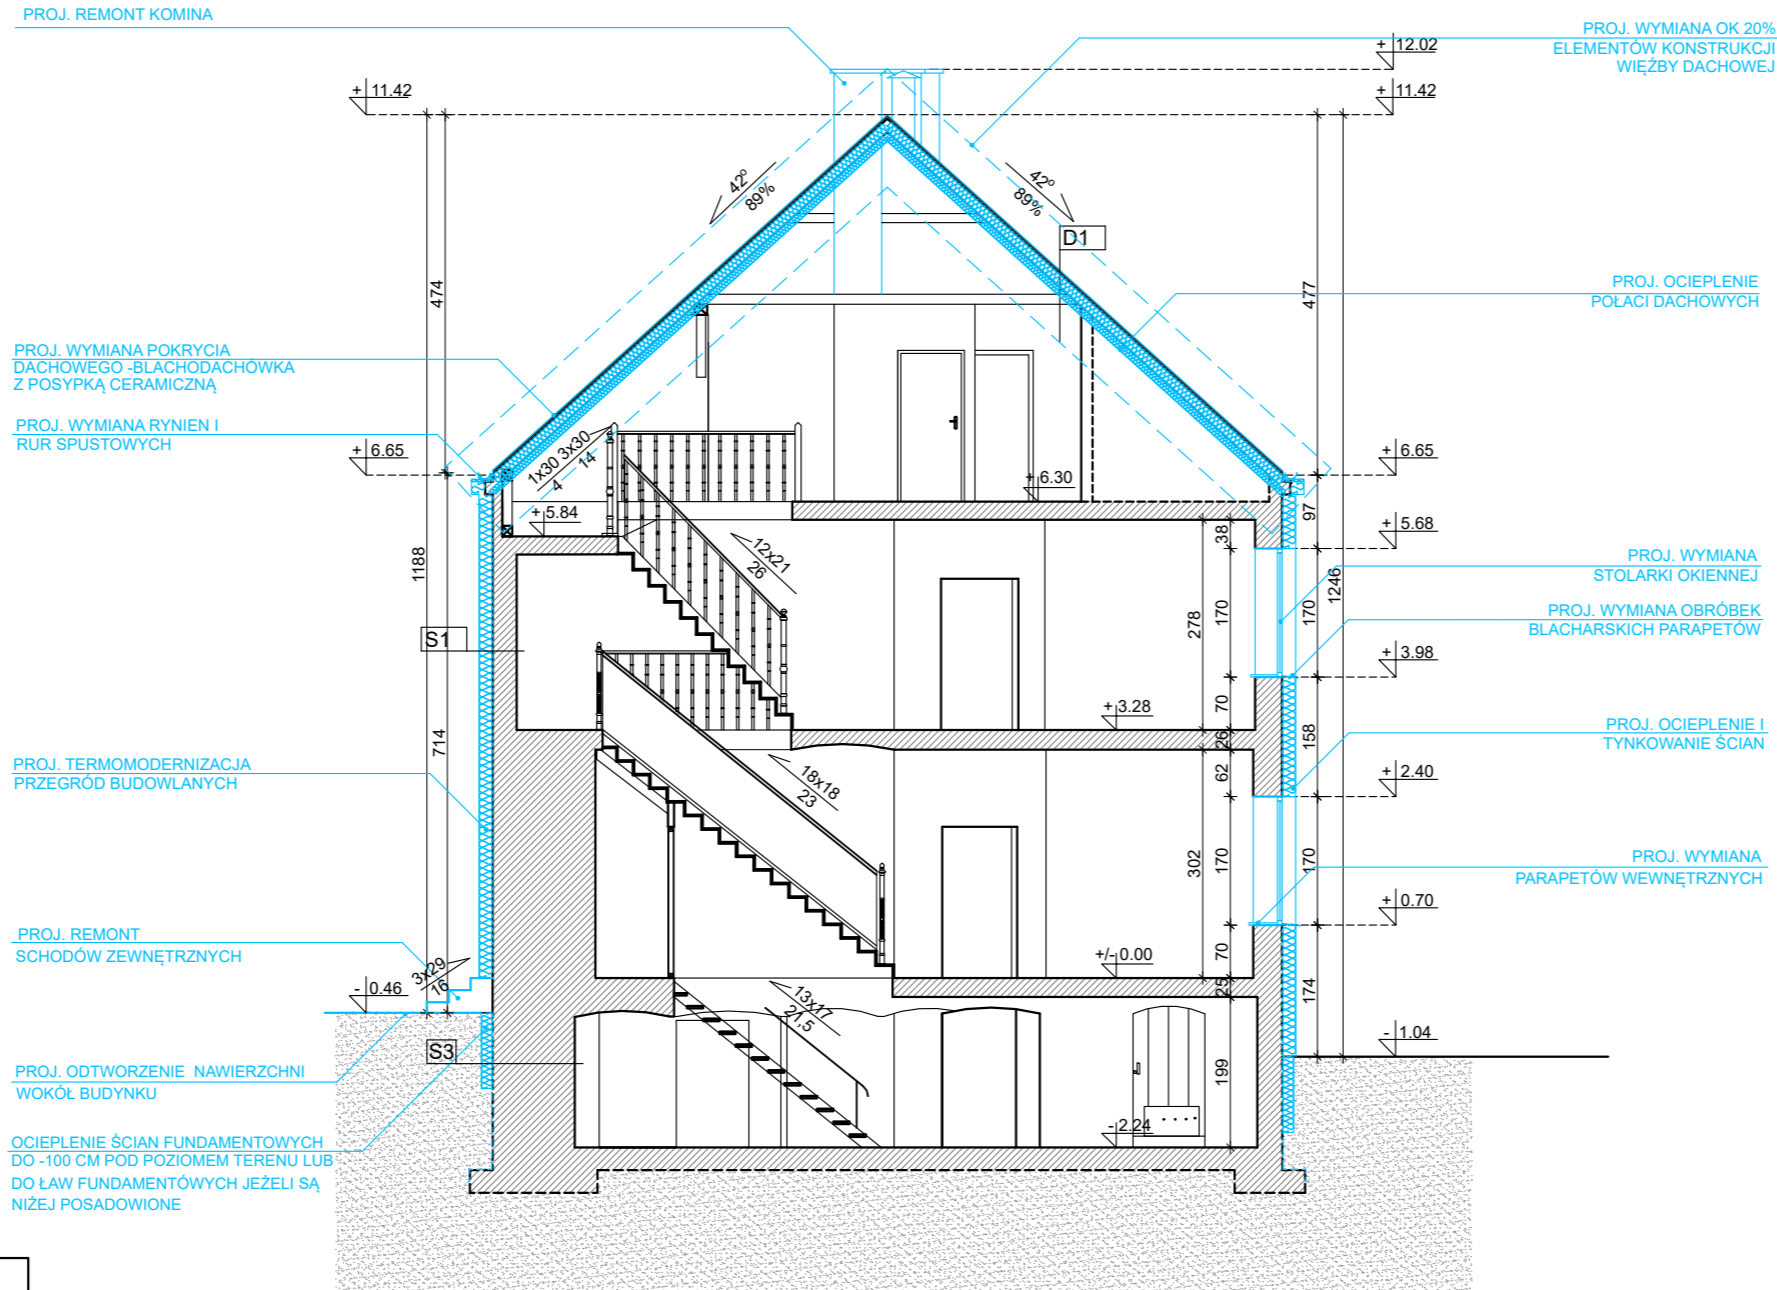 PROJ. REMONT KOMINA
PROJ. WYMIANA OK 20%
ELEMENTÓW KONSTRUKCJI
WIĘŹBY DACHOWEJ
+ 12.02
+ 11.42
+ 11.42
42°
89%
42°
89%
D1
474
477
PROJ. OCIEPLENIE
POŁACI DACHOWYCH
PROJ. WYMIANA POKRYCIA
DACHOWEGO -BLACHODACHÓWKA
Z POSYPKĄ CERAMICZNĄ
PROJ. WYMIANA RYNIEN I
RUR SPUSTOWYCH
+ 6.65
+ 6.65
1x30 3x30
4 14
+ 6.30
+ 5.84
97
+ 5.68
38
12x21
26
1188
1246
PROJ. WYMIANA
STOLARKI OKIENNEJ
PROJ. WYMIANA OBRÓBEK
BLACHARSKICH PARAPETÓW
278
170
170
S1
+ 3.98
70
+ 3.28
714
26
158
PROJ. OCIEPLENIE I
TYNKOWANIE ŚCIAN
PROJ. TERMOMODERNIZACJA
PRZEGRÓD BUDOWLANYCH
18x18
23
62
+ 2.40
302
170
170
PROJ. WYMIANA
PARAPETÓW WEWNĘTRZNYCH
+ 0.70
PROJ. REMONT
SCHODÓW ZEWNĘTRZNYCH
3x29
16
+/- 0.00
70
- 0.46
13x17
21,5
25
174
- 1.04
S3
199
PROJ. ODTWORZENIE NAWIERZCHNI
WOKÓŁ BUDYNKU
- 2.24
OCIEPLENIE ŚCIAN FUNDAMENTOWYCH
DO -100 CM POD POZIOMEM TERENU LUB
DO ŁAW FUNDAMENTÓWYCH JEŻELI SĄ
NIŻEJ POSADOWIONE